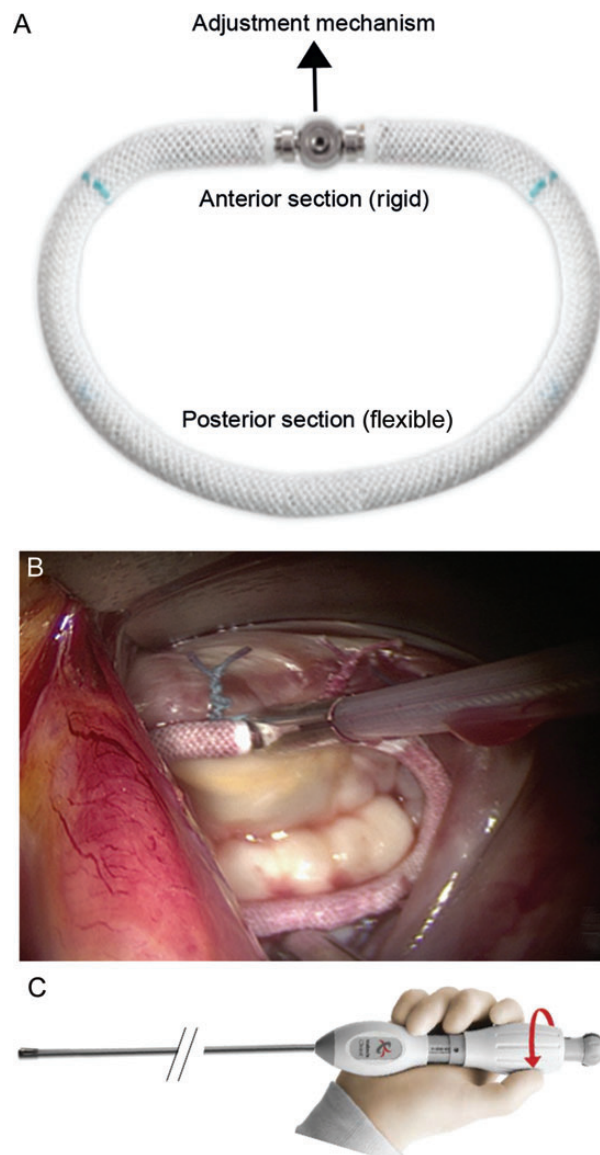 A
Adjustment mechanism
Anterior section (rigid)
Posterior section (flexible)
B
C